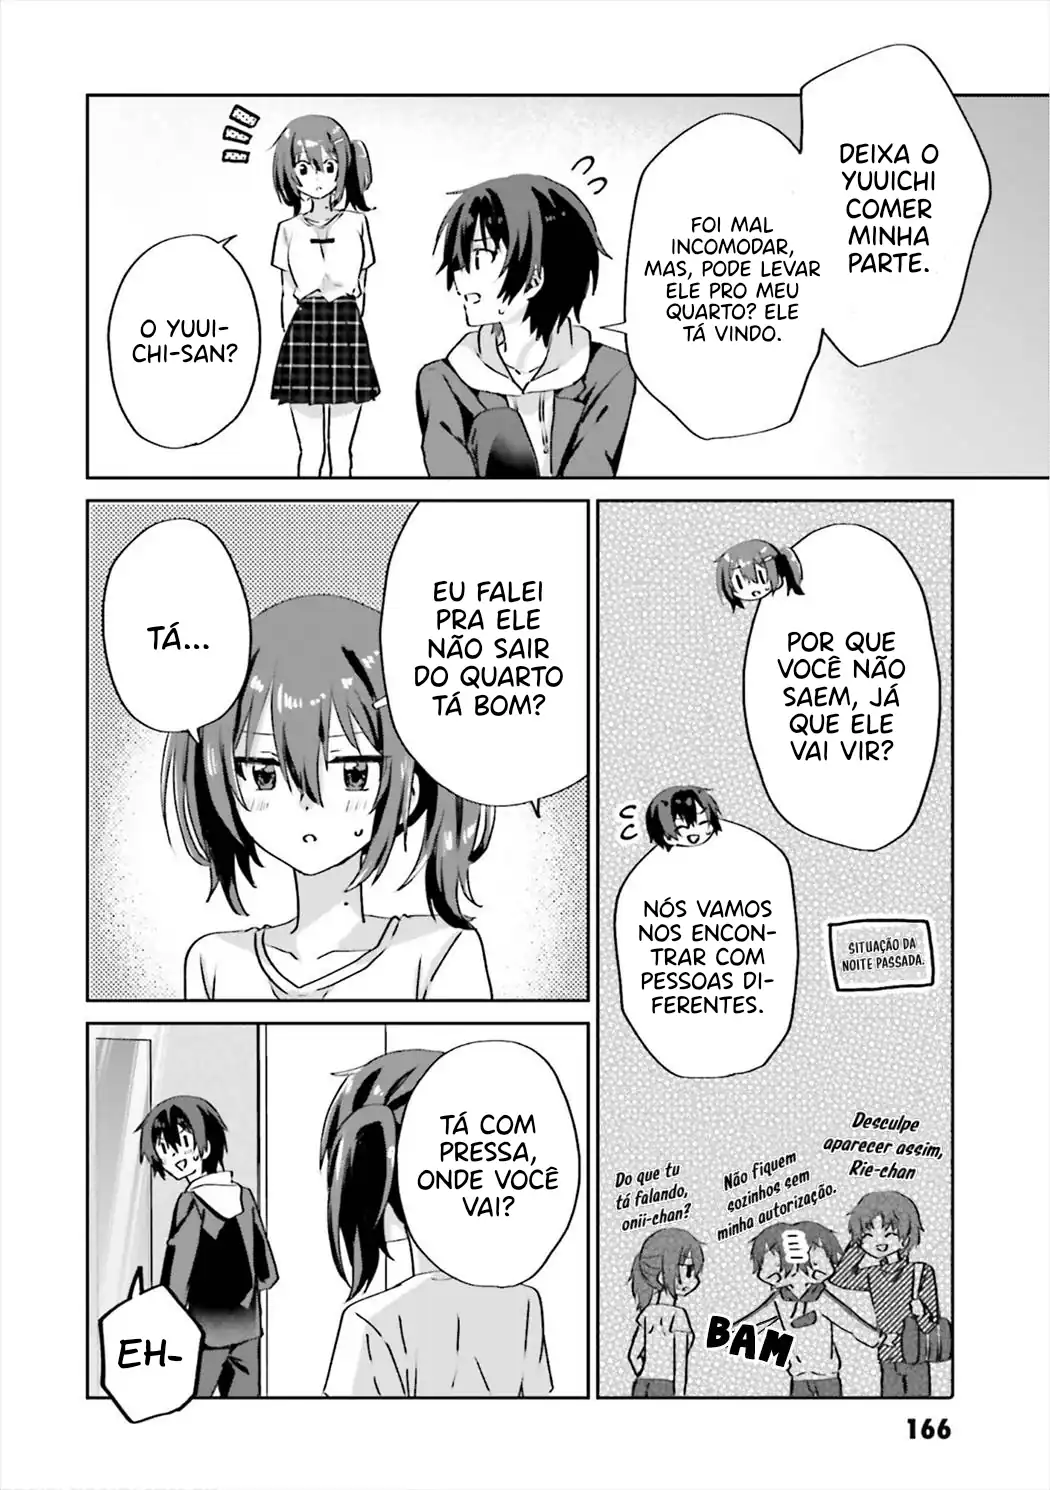 DEIXA O
YUUICHI
COMER
MINHA
PARTE.
FOI MAL
INCOMODAR,
MAS, PODE LEVAR
ELE PRO MEU
QUARTO? ELE
TÁ VINDO.
O YUUI-
CHI-SAN?
POR QUE
VOCÊ NÃO
SAEM, JÁ
QUE ELE
VAI VIR?
NÓS VAMOS
NOS ENCON-
TRAR COM
PESSOAS DI-
FERENTES.
SITUAÇÃO DA
NOITE PASSADA.
Desculpe
aparecer assim,
Rie-chan
Não fiquem
sozinhos sem
minha autorização.
Do que tu
tá falando,
onii-chan?
BAM
EU FALEI
PRA ELE
NÃO SAIR
DO QUARTO
TÁ BOM?
TÁ...
TÁ COM
PRESSA,
ONDE VOCÊ
VAI?
EH-
166